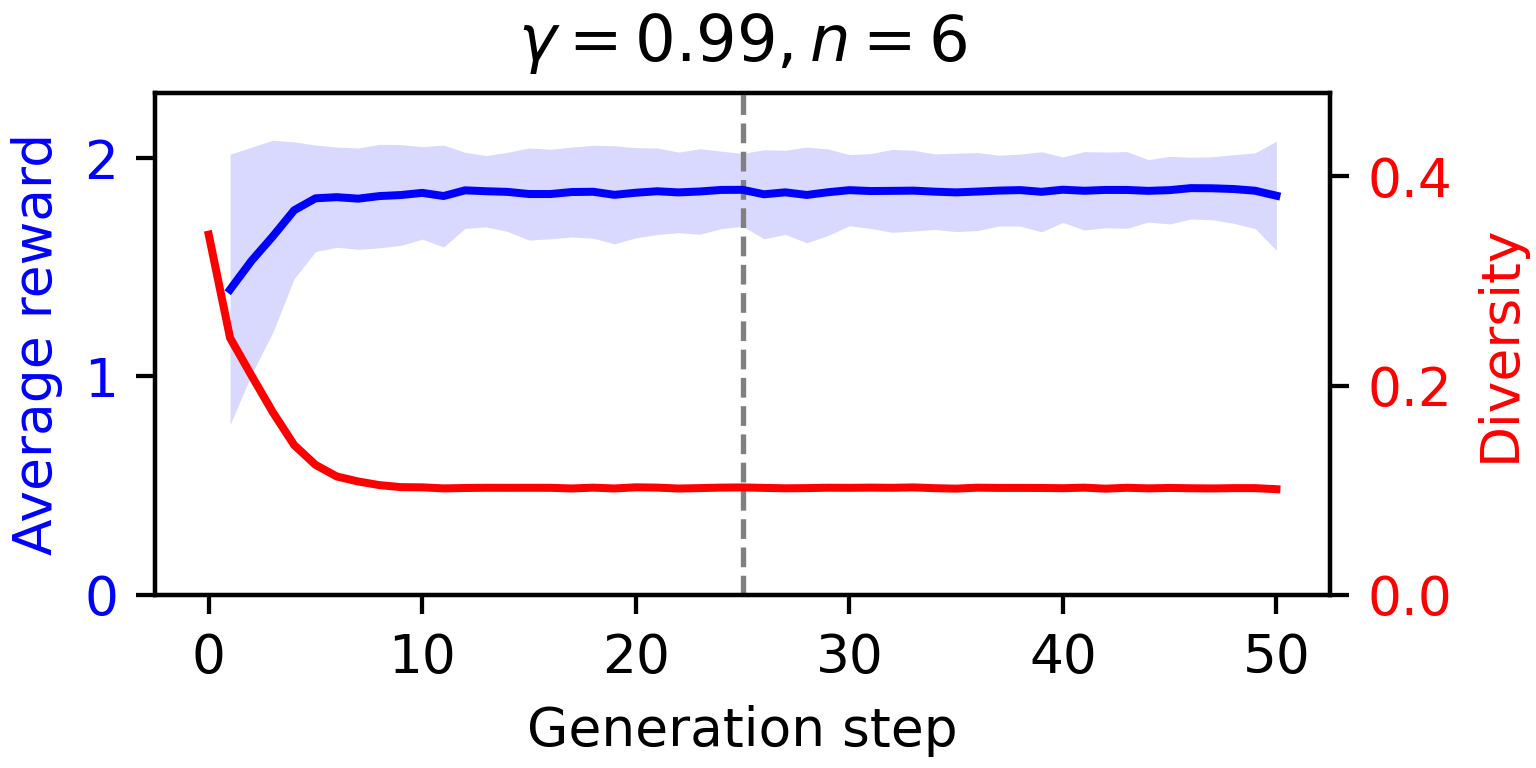 γ = 0.99, n = 6
Average reward
2
1
0
0.4
0.2
0.0
Diversity
0 10 20 30 40 50
Generation step